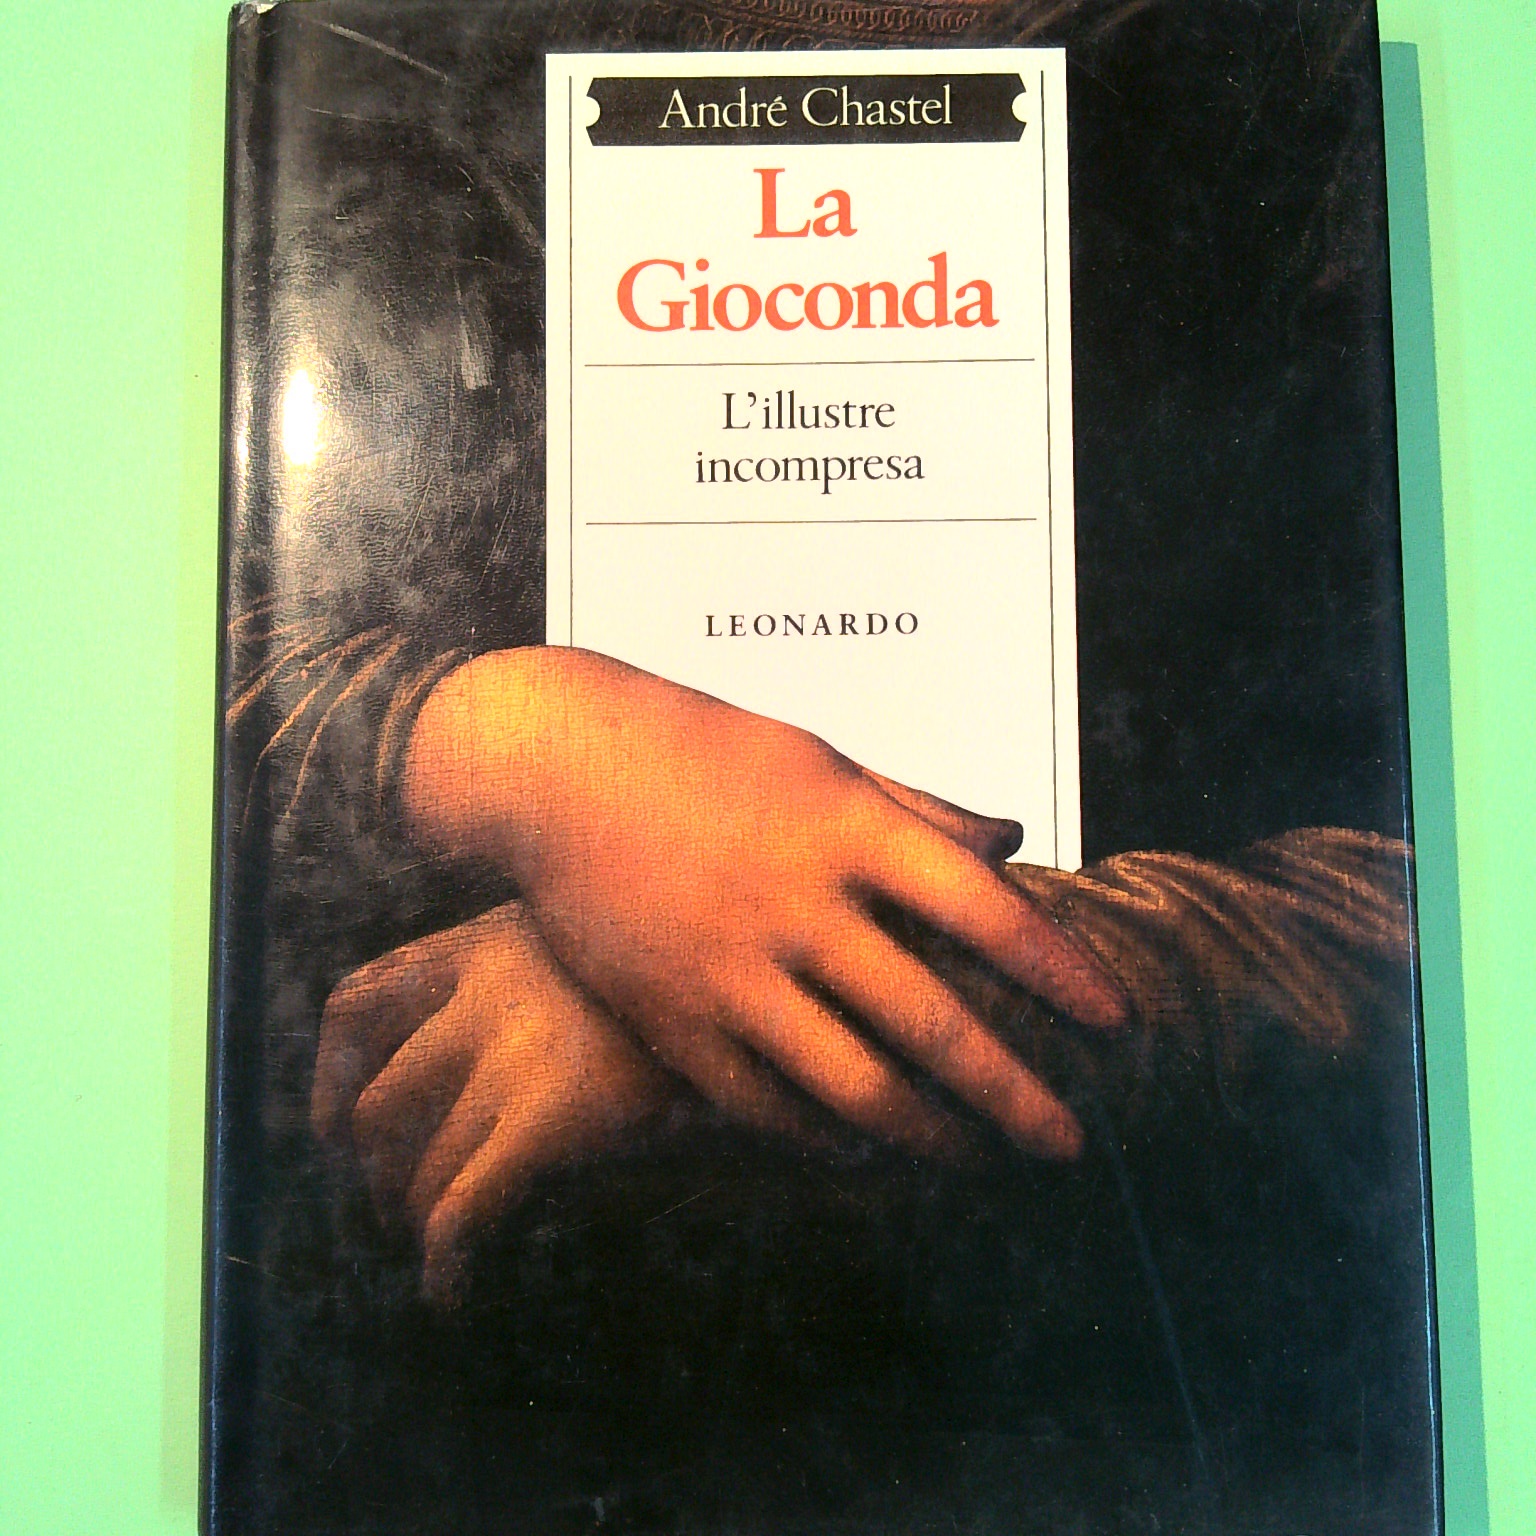 André Chastel
La
Gioconda
L'illustre
incompresa
LEONARDO